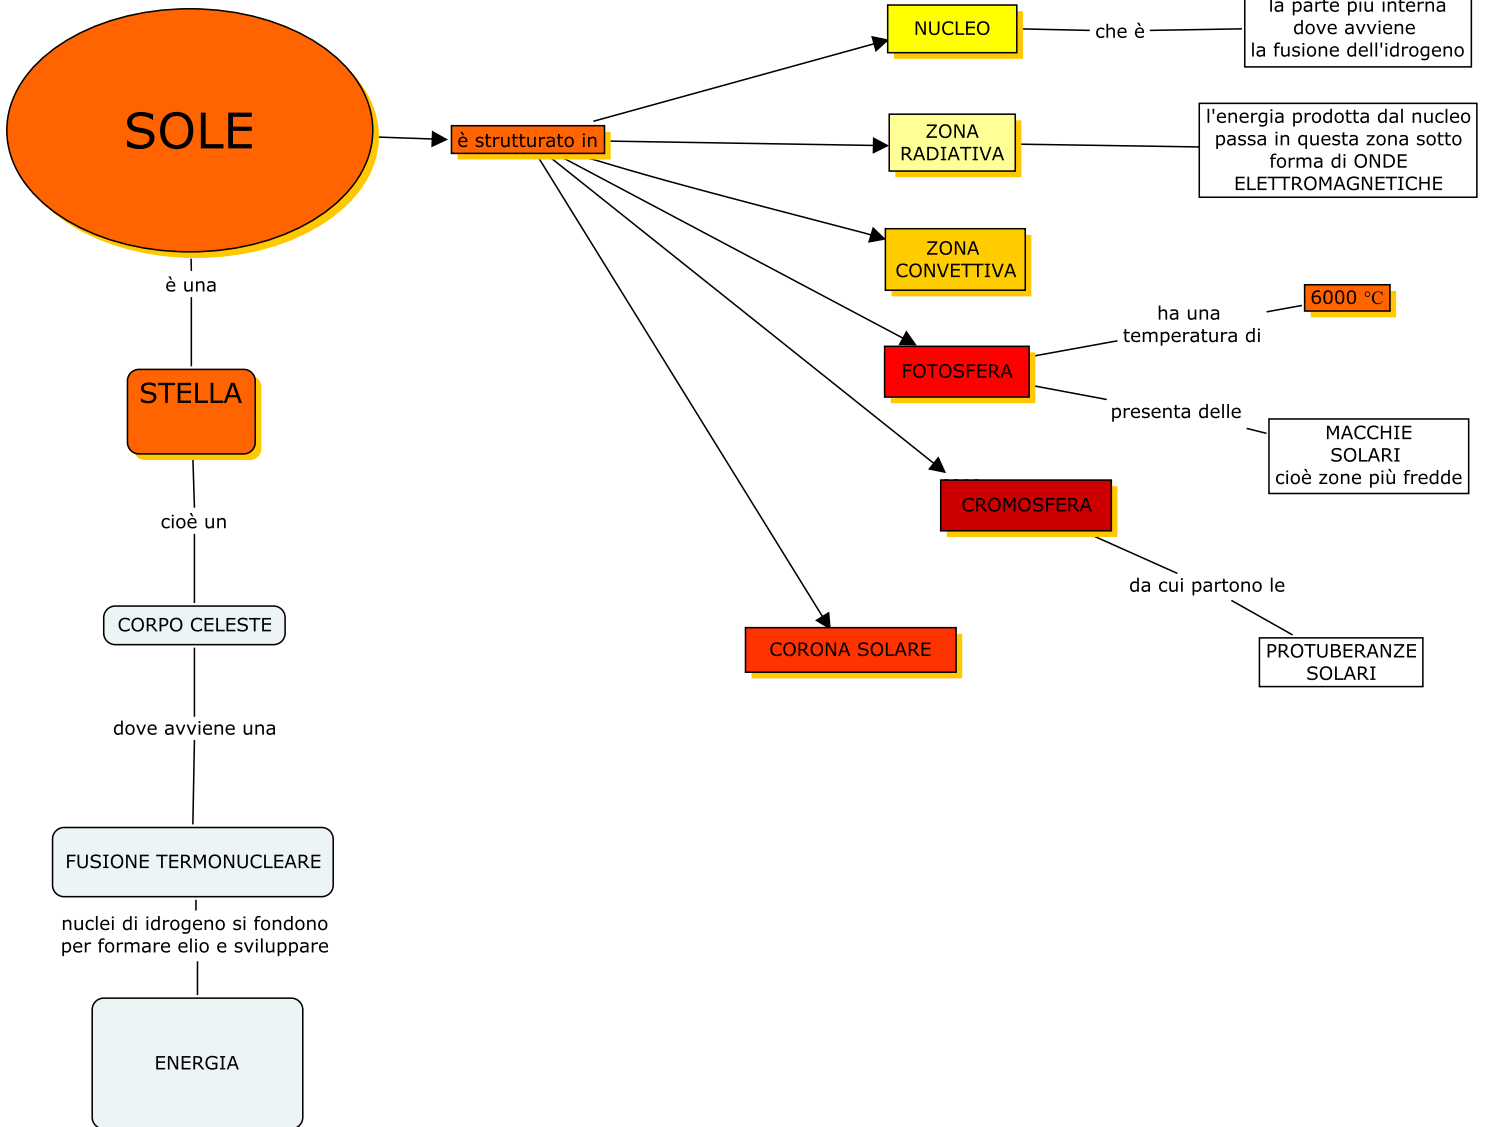 SOLE
è una
STELLA
cioè un
CORPO CELESTE
dove avviene una
FUSIONE TERMONUCLEARE
nuclei di idrogeno si fondono
per formare elio e sviluppare
ENERGIA
è strutturato in
NUCLEO
che è
la parte più interna
dove avviene
la fusione dell'idrogeno
ZONA
RADIATIVA
l'energia prodotta dal nucleo
passa in questa zona sotto
forma di ONDE
ELETTROMAGNETICHE
ZONA
CONVETTIVA
FOTOSFERA
ha una
temperatura di
6000 °C
presenta delle
MACCHIE
SOLARI
cioè zone più fredde
CROMOSFERA
da cui partono le
PROTUBERANZE
SOLARI
CORONA SOLARE